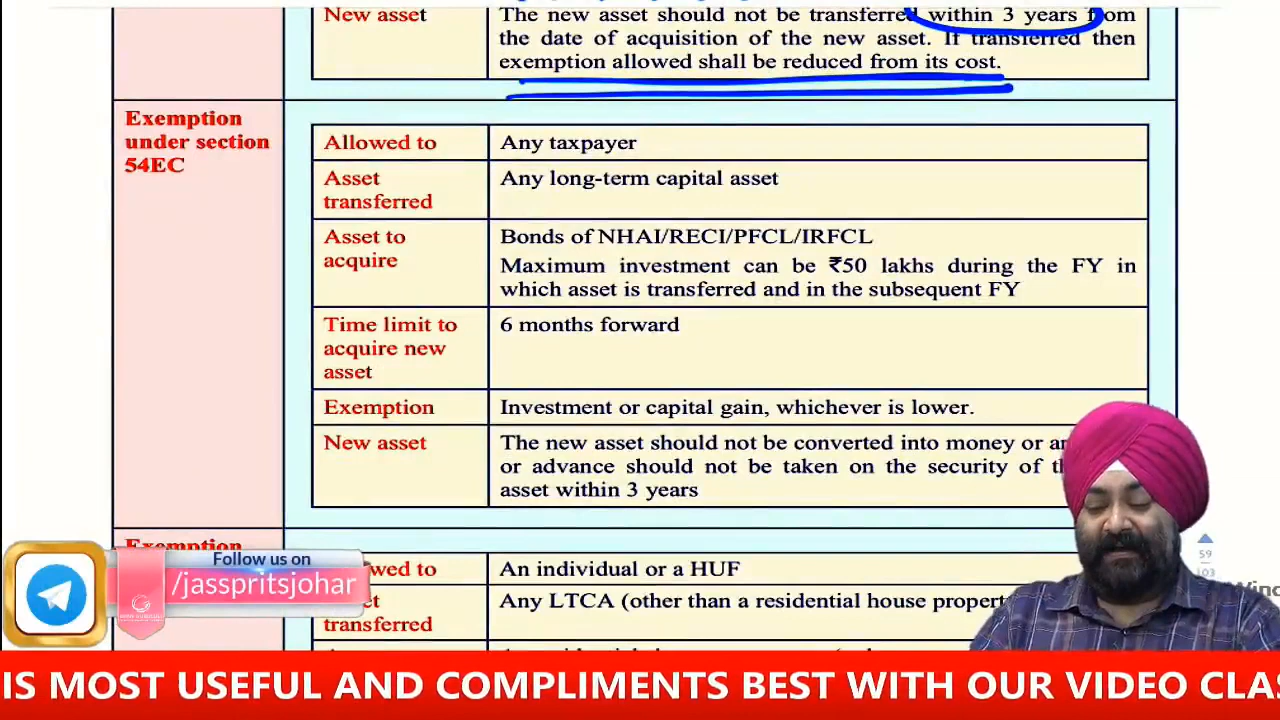 New asset
The new asset should not be transferred within 3 years from
the date of acquisition of the new asset. If transferred then
exemption allowed shall be reduced from its cost.
Exemption
under section
54EC
Allowed to
Any taxpayer
Asset
transferred
Any long-term capital asset
Asset to
acquire
Bonds of NHAI/RECI/PFCL/IRFCL
Maximum investment can be ₹50 lakhs during the FY in
which asset is transferred and in the subsequent FY
Time limit to
acquire new
asset
6 months forward
Exemption
Investment or capital gain, whichever is lower.
New asset
The new asset should not be converted into money or
or advance should not be taken on the security of
asset within 3 years
Exemption
An individual or a HUF
transferred
Any LTCA (other than a residential house
Follow us on
/jasspritsjohar
59
103
IS MOST USEFUL AND COMPLIMENTS BEST WITH OUR VIDEO